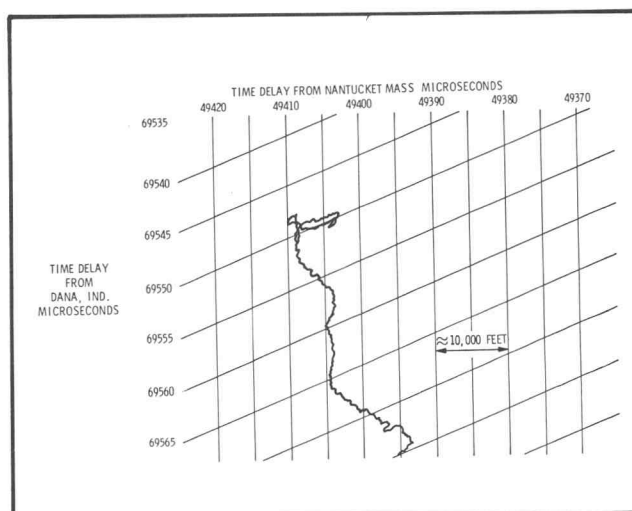 TIME DELAY FROM NANTUCKET MASS MICROSECONDS
49420 49410 49400 49390 49380 49370
69535
69540
69545
69550
69555
69560
69565
TIME DELAY
FROM
DANA, IND.
MICROSECONDS
≈10,000 FEET